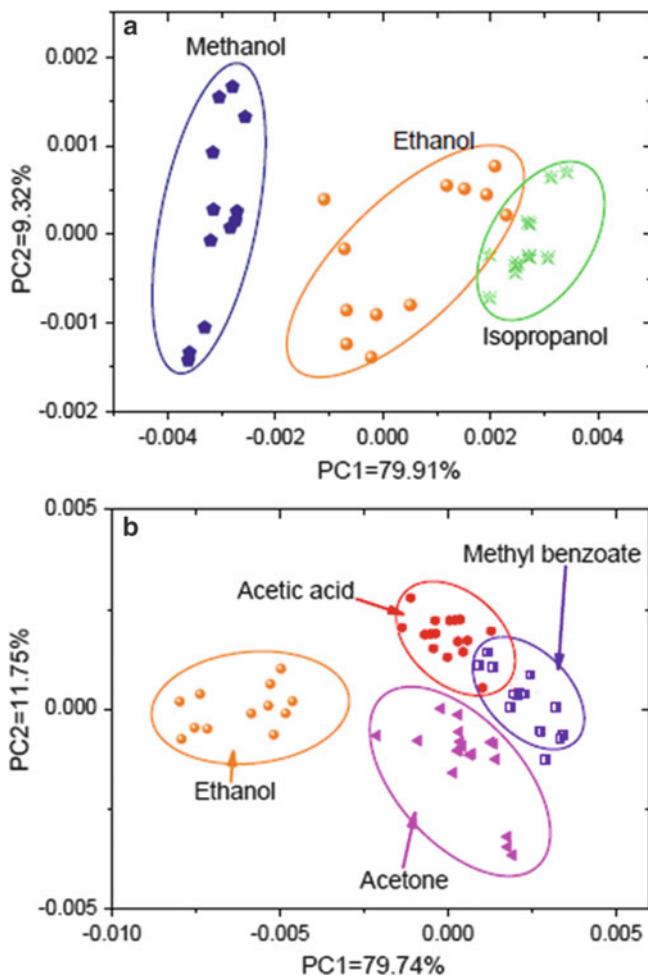 a
Methanol
Ethanol
Isopropanol
0.002
0.001
0.000
-0.001
-0.002
PC2=9.32%
-0.004 -0.002 0.000 0.002 0.004
PC1=79.91%
b
Methyl benzoate
Acetic acid
Ethanol
Acetone
0.005
0.000
-0.005
PC2=11.75%
-0.010 -0.005 0.000 0.005
PC1=79.74%